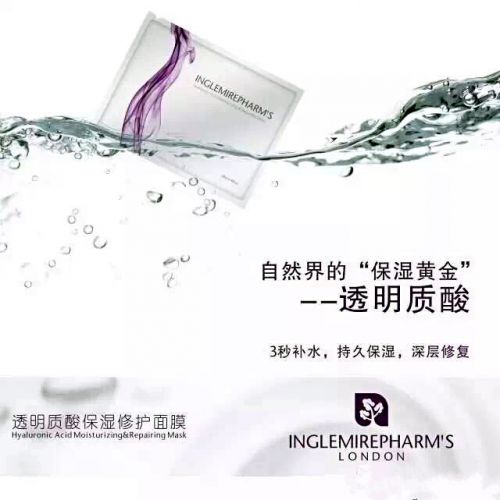 INGLEMIREPHARM'S
自然界的“保湿黄金”
--透明质酸
3秒补水，持久保湿，深层修复
透明质酸保湿修护面膜
Hyaluronic Acid Moisturizing&Repairing Mask
INGLEMIREPHARM'S
LONDON